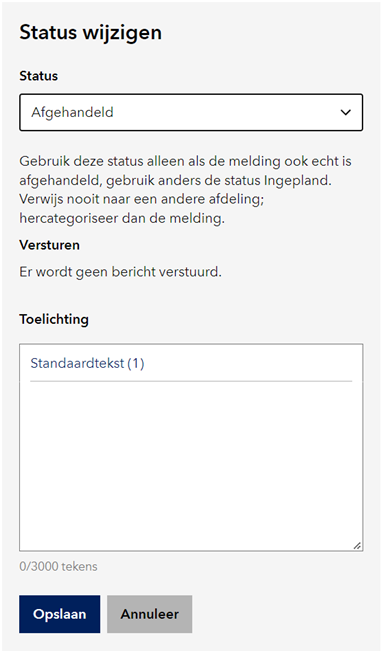 Status wijzigen
Status
Afgehandeld
Gebruik deze status alleen als de melding ook echt is
afgehandeld, gebruik anders de status Ingepland.
Verwijs nooit naar een andere afdeling;
hercategoriseer dan de melding.
Versturen
Er wordt geen bericht verstuurd.
Toelichting
Standaardtekst (1)
0/3000 tekens
Opslaan Annuleer